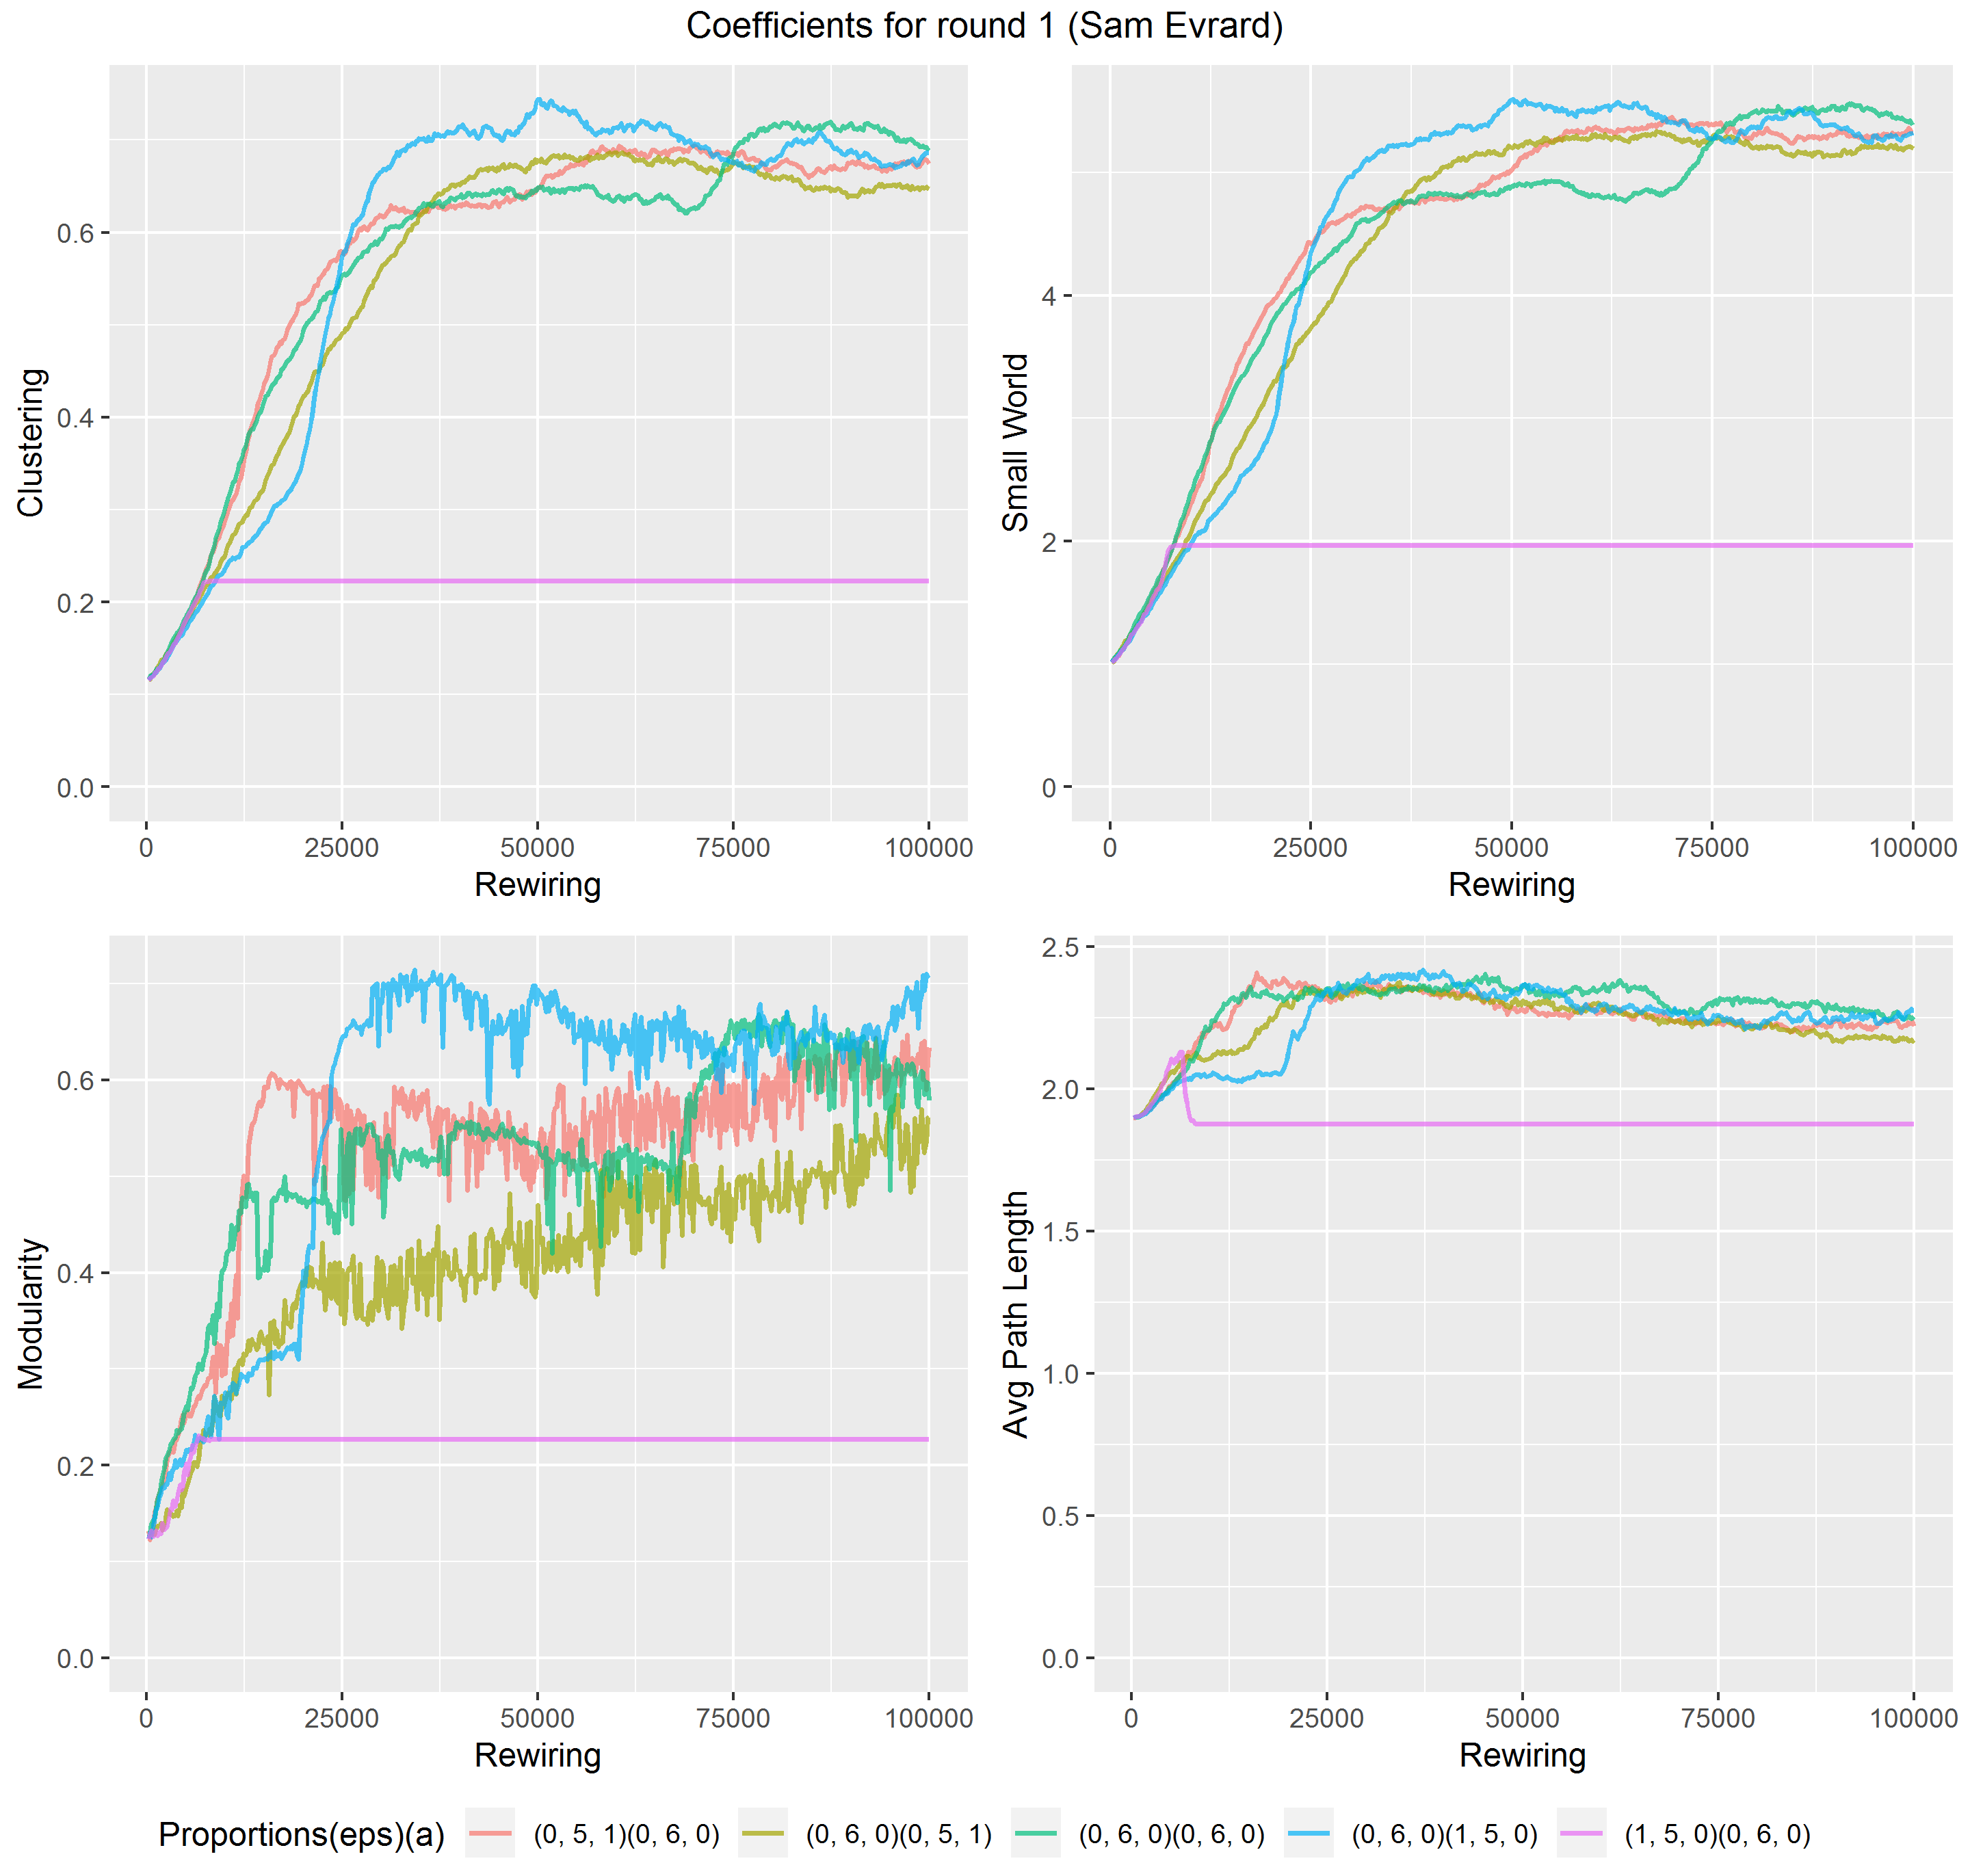 Coefficients for round 1 (Sam Evrard)
Clustering
0.6
0.4
0.2
0.0
0 25000 50000 75000 100000
Rewiring
Small World
4
2
0
0 25000 50000 75000 100000
Rewiring
Modularity
0.6
0.4
0.2
0.0
0 25000 50000 75000 100000
Rewiring
Avg Path Length
2.5
2.0
1.5
1.0
0.5
0.0
0 25000 50000 75000 100000
Rewiring
Proportions(eps)(a) (0, 5, 1)(0, 6, 0) (0, 6, 0)(0, 5, 1) (0, 6, 0)(0, 6, 0) (0, 6, 0)(1, 5, 0) (1, 5, 0)(0, 6, 0)